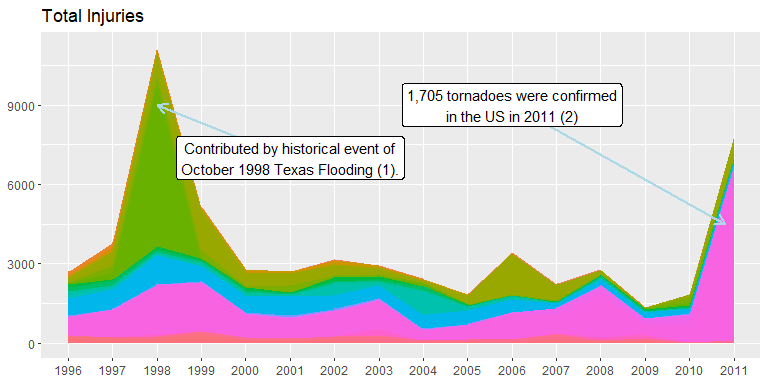 Total Injuries
9000
6000
3000
0
1,705 tornadoes were confirmed
in the US in 2011 (2)
Contributed by historical event of
October 1998 Texas Flooding (1).
1996 1997 1998 1999 2000 2001 2002 2003 2004 2005 2006 2007 2008 2009 2010 2011